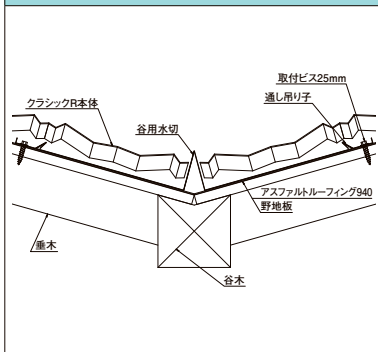 取付ビス25mm
通し吊り子
クラシックR本体
谷用水切
アスファルトルーフィング940
野地板
垂木
谷木